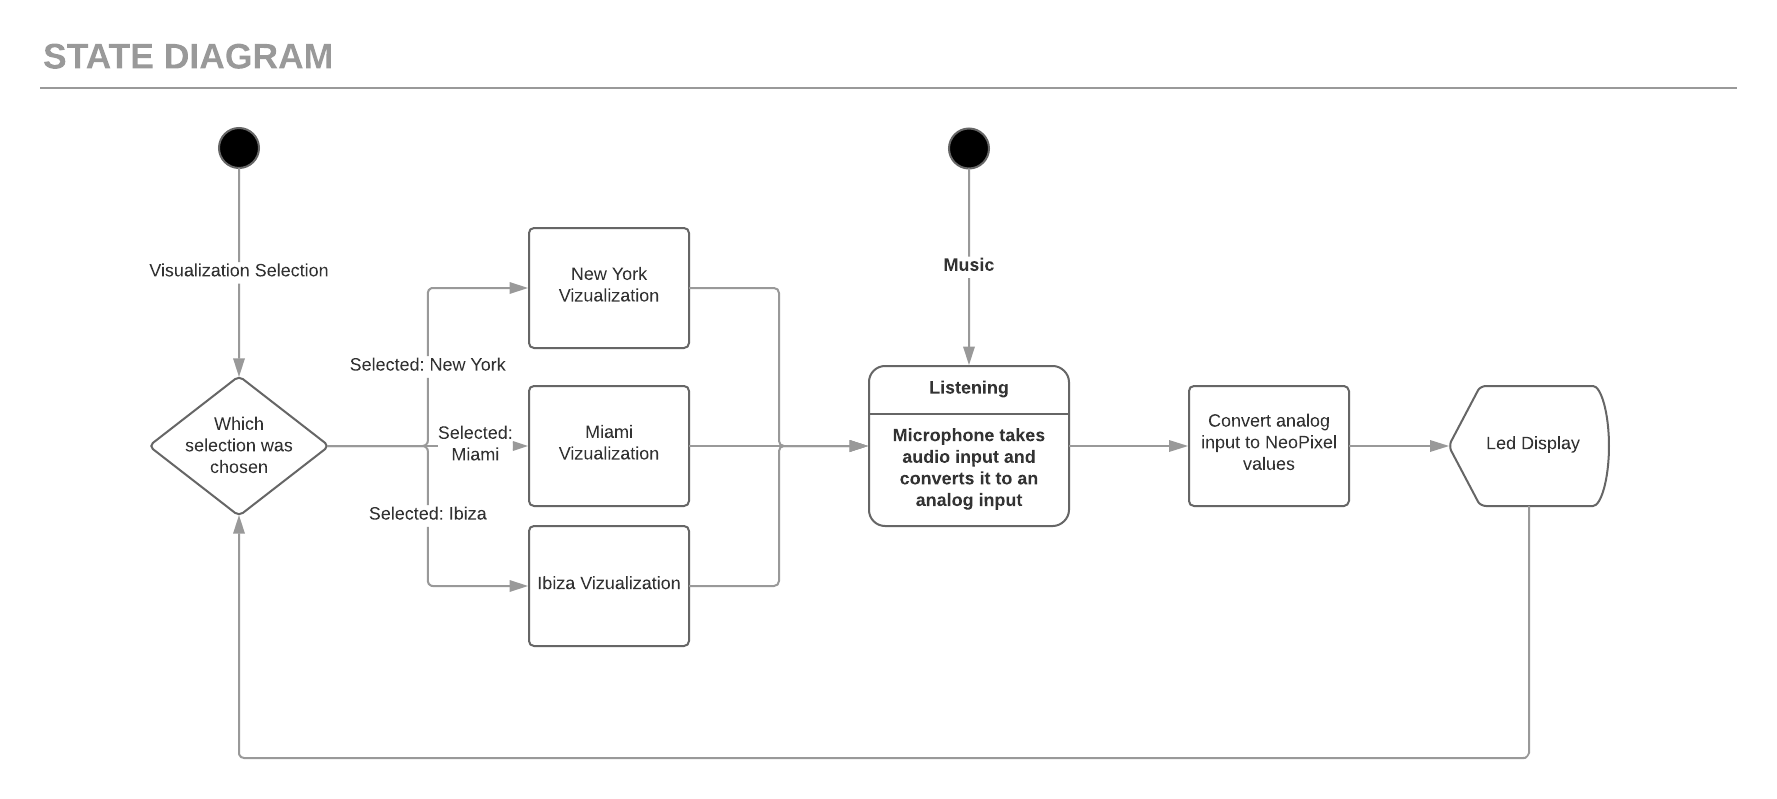 STATE DIAGRAM
Visualization Selection
Music
New York
Vizualization
Selected: New York
Which
selection was
chosen
Selected:
Miami
Miami
Vizualization
Selected: Ibiza
Ibiza Vizualization
Listening
Microphone takes
audio input and
converts it to an
analog input
Convert analog
input to NeoPixel
values
Led Display